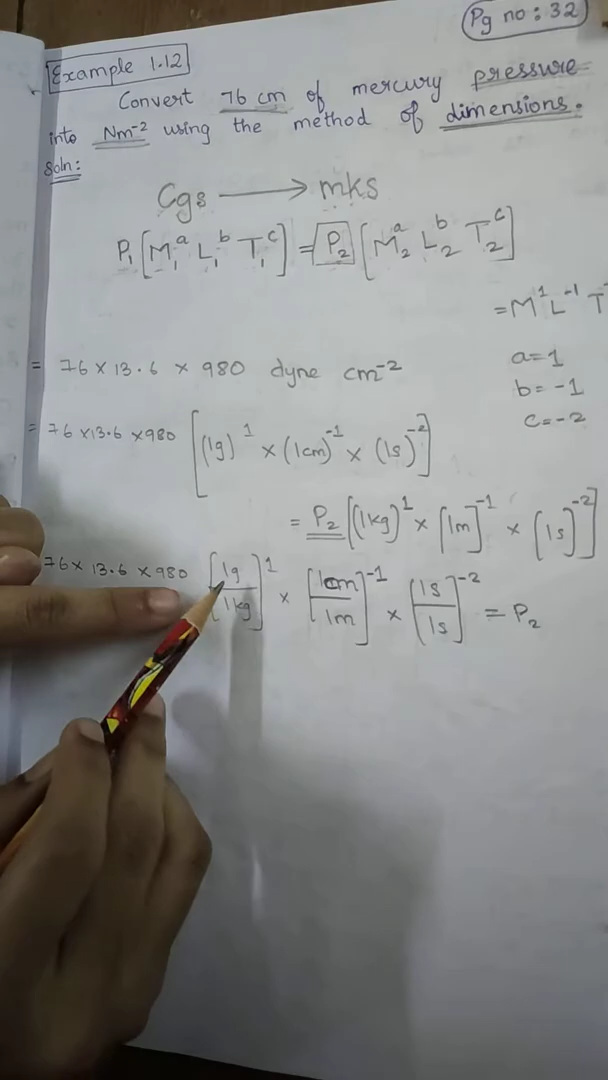 Pg no : 32
Example 1.12
Convert 76 cm of mercury pressure
into Nm⁻² using the method of dimensions.
Soln:
Cgs → mks
P₁ [M₁ᵃ L₁ᵇ T₁ᶜ] = P₂ [M₂ᵃ L₂ᵇ T₂ᶜ]
= M¹ L⁻¹ T
= 76 × 13.6 × 980 dyne cm⁻²
a = 1
b = -1
c = -2
= 76 × 13.6 × 980 [(1g)¹ × (1cm)⁻¹ × (1s)⁻²]
= P₂ [(1kg)¹ × [1m]⁻¹ × (1s)⁻²]
76 × 13.6 × 980 [1g/1kg]¹ × [1cm/1m]⁻¹ × [1s/1s]⁻² = P₂